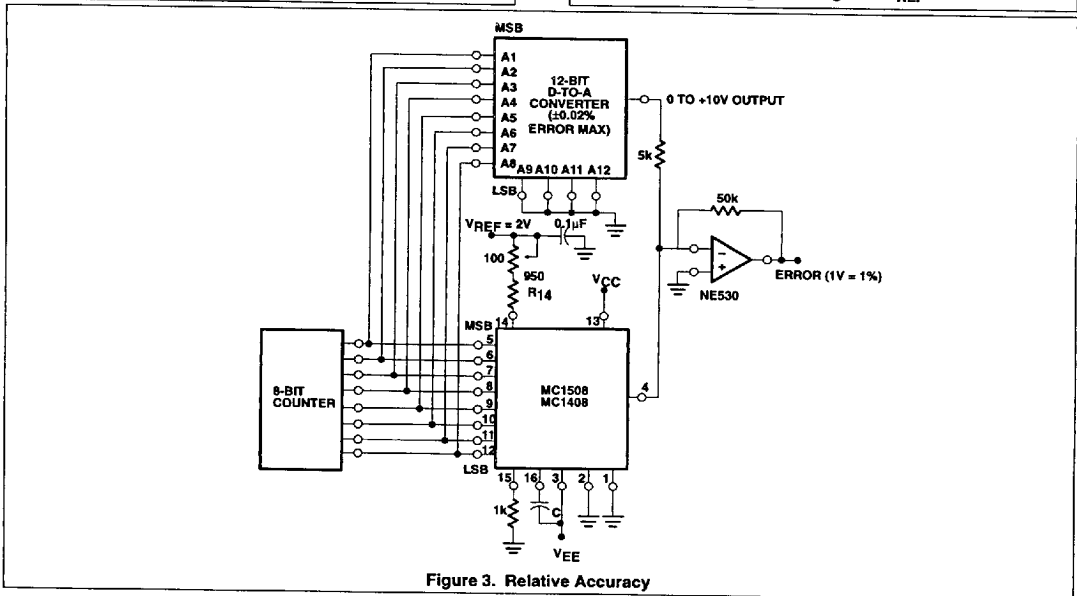 MSB
A1
A2
A3
A4
A5
A6
A7
A8
12-BIT
D-TO-A
CONVERTER
(±0.02%
ERROR MAX)
A9 A10 A11 A12
LSB
0 TO +10V OUTPUT
5k
50k
VREF = 2V
0.1µF
100
950
R14
VCC
NE530
ERROR (1V = 1%)
14
13
MSB
5
6
7
8
9
10
11
12
LSB
8-BIT
COUNTER
MC1508
MC1408
4
15
16
3
2
1
1k
C
VEE
Figure 3. Relative Accuracy